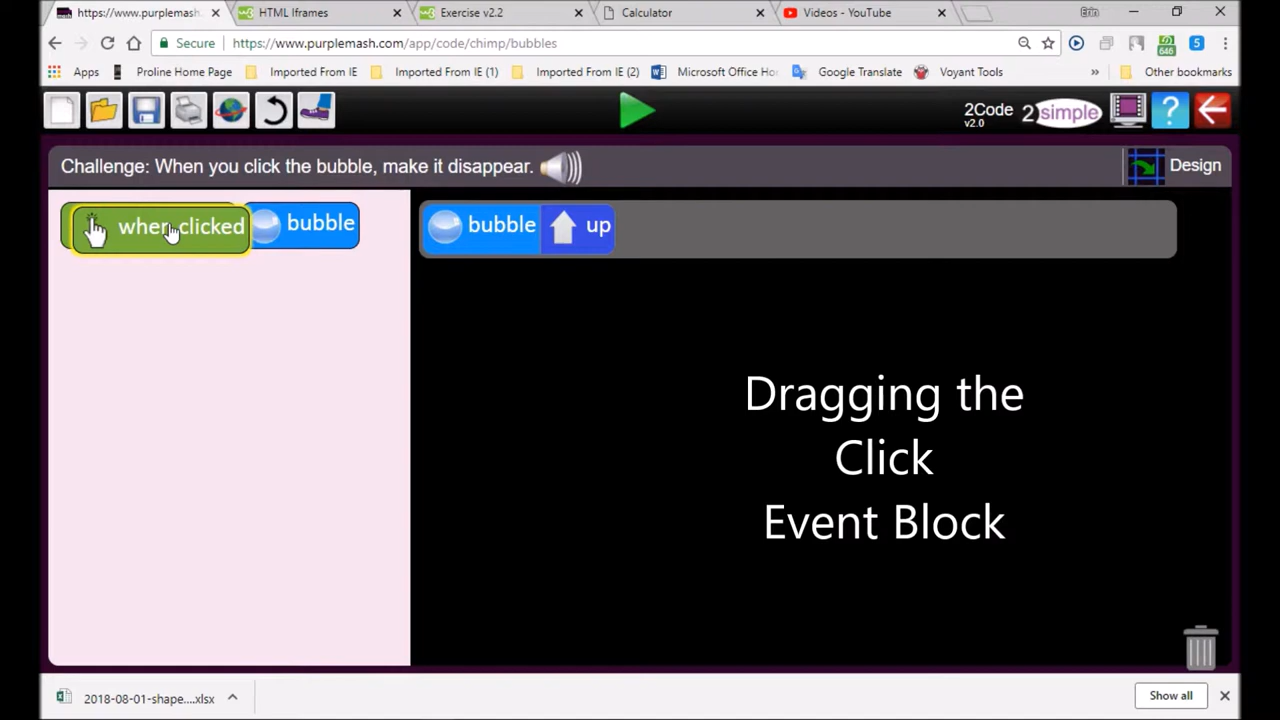 https://www.purplemash.
HTML Iframes
Exercise v2.2
Calculator
Videos - YouTube
Secure
https://www.purplemash.com/app/code/chimp/bubbles
646
5
Apps
Proline Home Page
Imported From IE
Imported From IE (1)
Imported From IE (2)
Microsoft Office Ho
Google Translate
Voyant Tools
»
Other bookmarks
2Code
v2.0
2simple
?
Challenge: When you click the bubble, make it disappear.
Design
when clicked
bubble
bubble
up
Dragging the
Click
Event Block
2018-08-01-shape....xlsx
Show all